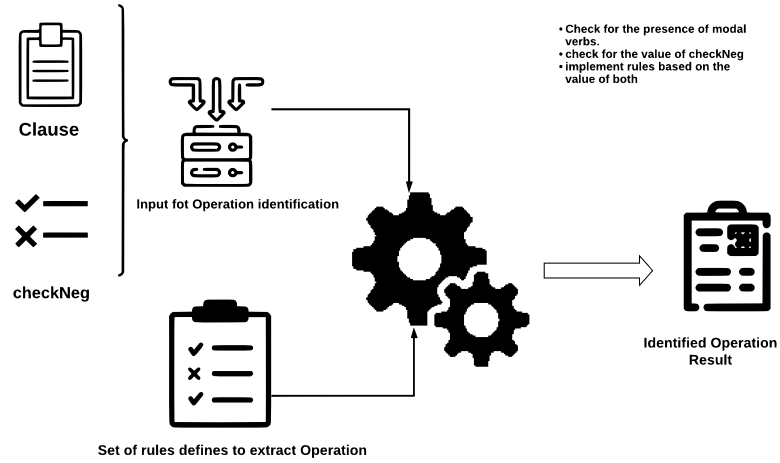 Clause
checkNeg
Input fot Operation identification
Set of rules defines to extract Operation
• Check for the presence of modal
verbs.
• check for the value of checkNeg
• implement rules based on the
value of both
Identified Operation
Result